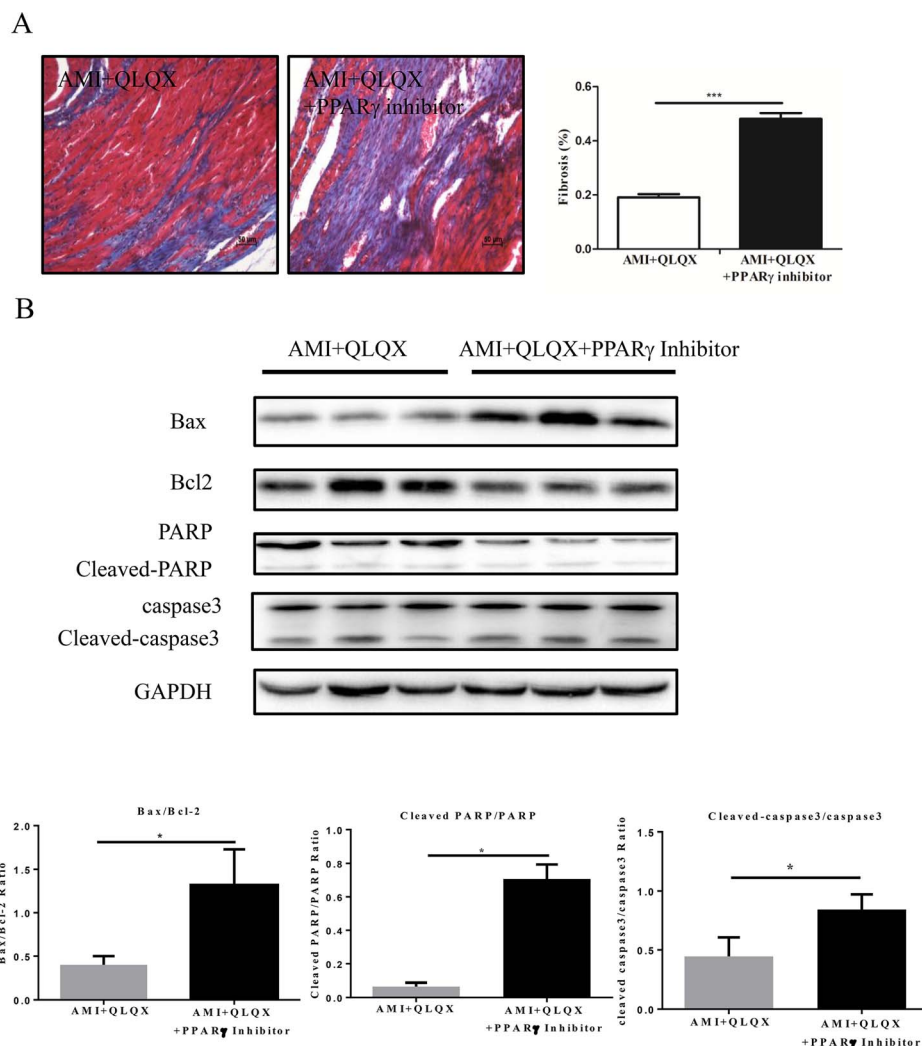 A
AMI+QLQX
AMI+QLQX
+PPARγ inhibitor
50 μm
50 μm
0.6
0.4
0.2
0.0
Fibrosis (%)
***
AMI+QLQX
AMI+QLQX
+PPARγ inhibitor
B
AMI+QLQX
AMI+QLQX+PPARγ Inhibitor
Bax
Bcl2
PARP
Cleaved-PARP
caspase3
Cleaved-caspase3
GAPDH
Bax/Bcl-2
2.0
1.5
1.0
0.5
0.0
Bax/Bcl-2 Ratio
*
AMI+QLQX
AMI+QLQX
+PPARγ Inhibitor
Cleaved PARP/PARP
1.0
0.8
0.6
0.4
0.2
0.0
Cleaved PARP/PARP Ratio
*
AMI+QLQX
AMI+QLQX
+PPARγ Inhibitor
Cleaved-caspase3/caspase3
1.5
1.0
0.5
0.0
cleaved caspase3/caspase3 Ratio
*
AMI+QLQX
AMI+QLQX
+PPARγ Inhibitor